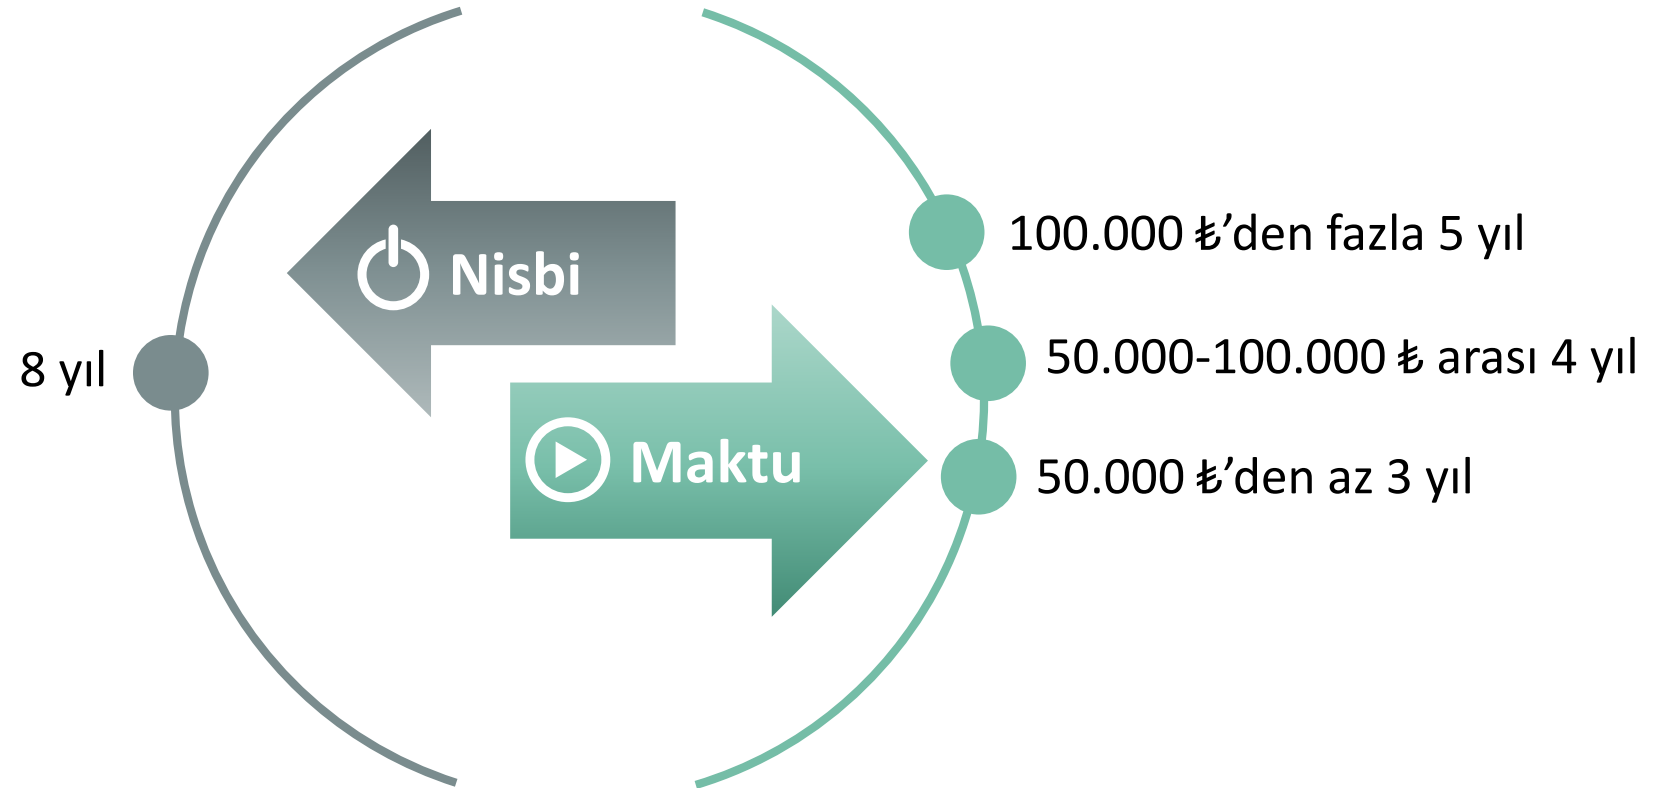 Nisbi
8 yıl
Maktu
100.000 ₺’den fazla 5 yıl
50.000-100.000 ₺ arası 4 yıl
50.000 ₺’den az 3 yıl